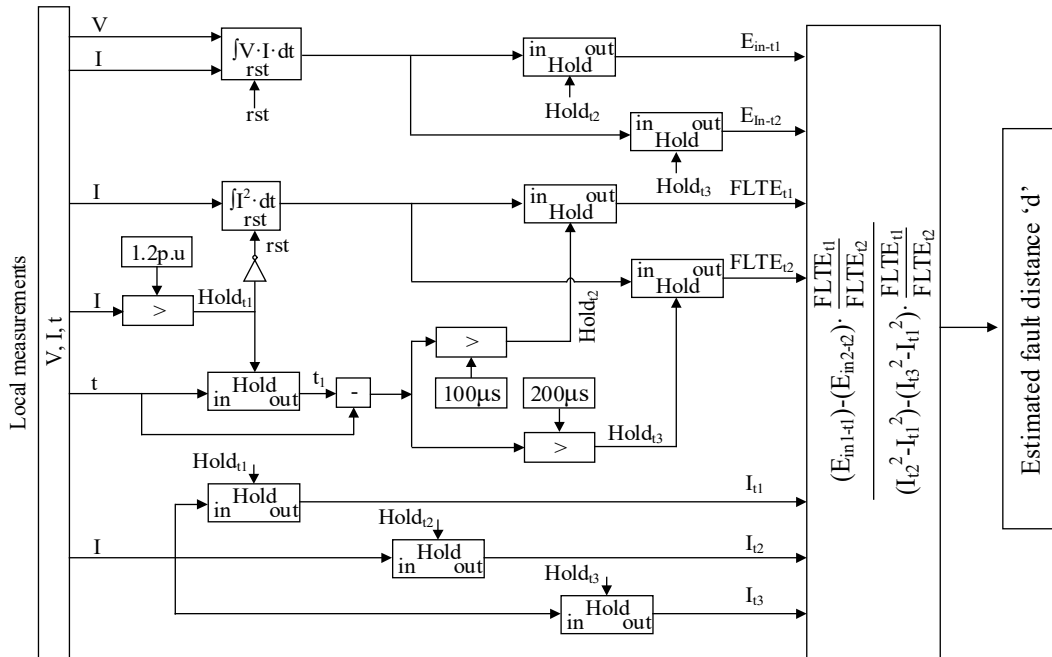 Local measurements
V, I, t
V
I
∫V·I·dt
rst
rst
in out
Hold
Hold_t2
E_in-t1
in out
Hold
Hold_t3
E_In-t2
I
∫I²·dt
rst
rst
in out
Hold
FLTE_t1
in out
Hold
FLTE_t2
1.2p.u
I
>
Hold_t1
Hold_t2
t
Hold
in out
t_1
-
>
100μs
200μs
>
Hold_t3
Hold_t1
Hold
in out
I_t1
I
Hold_t2
Hold
in out
I_t2
Hold_t3
Hold
in out
I_t3
(E_in1-t1)-(E_in2-t2)· FLTE_t1 / FLTE_t2
(I_t2²-I_t1²)-(I_t3²-I_t1²)· FLTE_t1 / FLTE_t2
Estimated fault distance ‘d’